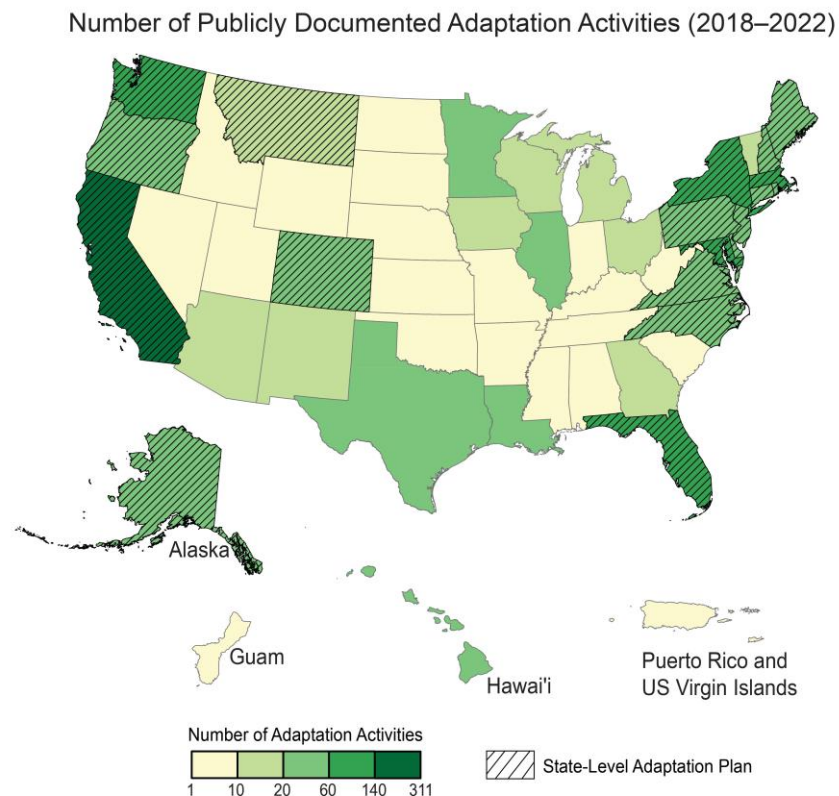 Number of Publicly Documented Adaptation Activities (2018–2022)
Alaska
Guam
Hawai'i
Puerto Rico and
US Virgin Islands
Number of Adaptation Activities
1 10 20 60 140 311
State-Level Adaptation Plan